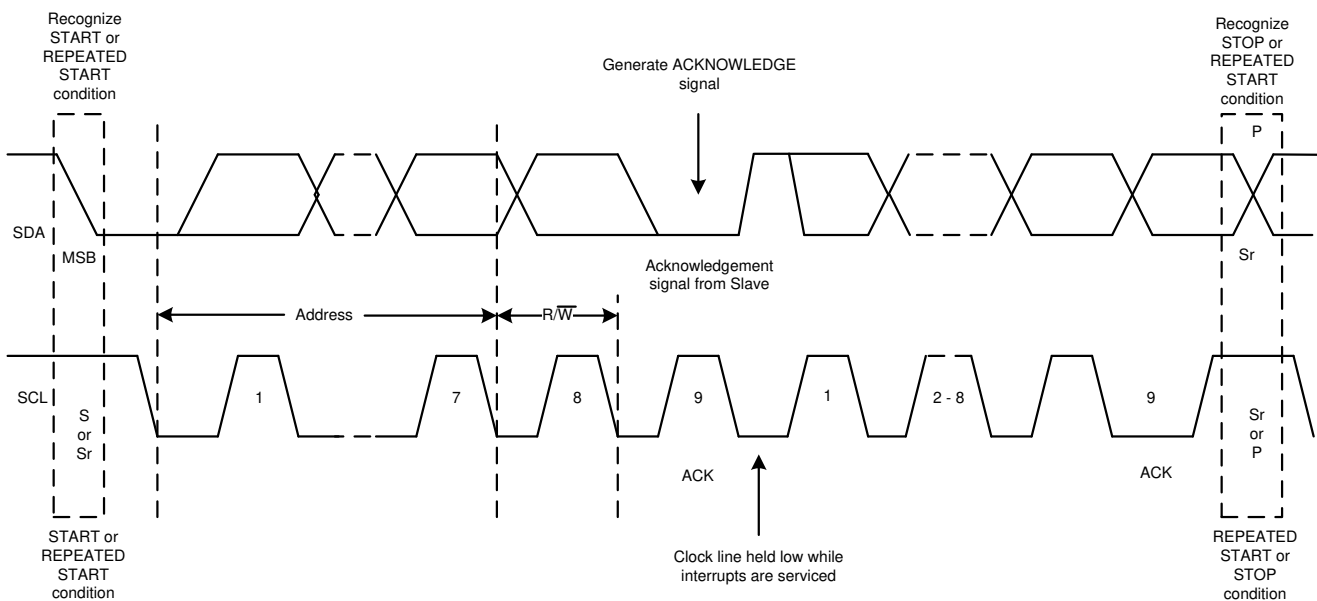 Recognize
START or
REPEATED
START
condition
Generate ACKNOWLEDGE
signal
Recognize
STOP or
REPEATED
START
condition
P
SDA
MSB
Acknowledgement
signal from Slave
Sr
Address
R/W̅
SCL
S
or
Sr
1
7
8
9
1
2 - 8
9
Sr
or
P
ACK
ACK
START or
REPEATED
START
condition
Clock line held low while
interrupts are serviced
REPEATED
START or
STOP
condition